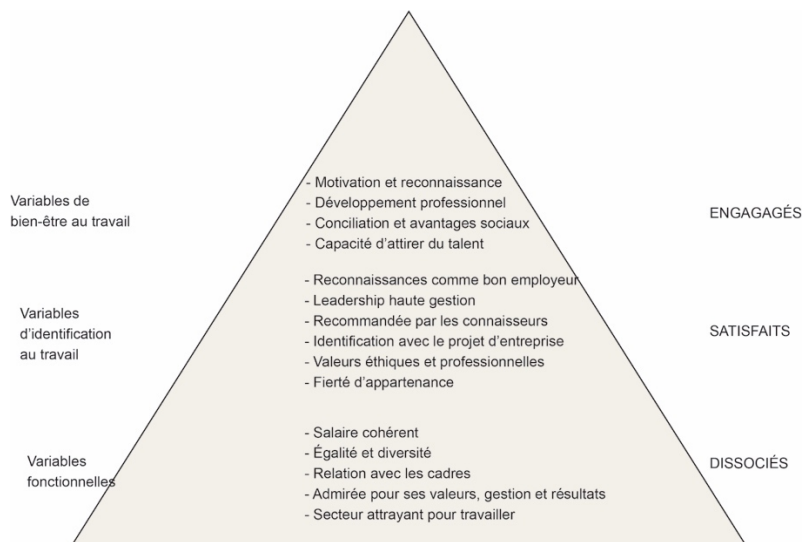 Variables de
bien-être au travail
- Motivation et reconnaissance
- Développement professionnel
- Conciliation et avantages sociaux
- Capacité d'attirer du talent
ENGAGAGÉS
Variables
d'identification
au travail
- Reconnaissances comme bon employeur
- Leadership haute gestion
- Recommandée par les connaisseurs
- Identification avec le projet d'entreprise
- Valeurs éthiques et professionnelles
- Fierté d'appartenance
SATISFAITS
Variables
fonctionnelles
- Salaire cohérent
- Égalité et diversité
- Relation avec les cadres
- Admirée pour ses valeurs, gestion et résultats
- Secteur attrayant pour travailler
DISSOCIÉS